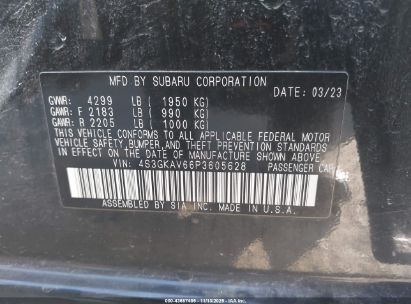 MFD BY SUBARU CORPORATION
DATE: 03/23
GVWR: 4299 LB ( 1950 KG)
GAWR: F 2183 LB ( 990 KG)
GAWR: R 2205 LB ( 1000 KG)
THIS VEHICLE CONFORMS TO ALL APPLICABLE FEDERAL MOTOR
VEHICLE SAFETY, BUMPER, AND THEFT PREVENTION STANDARDS
IN EFFECT ON THE DATE OF MANUFACTURE SHOWN ABOVE.
VIN: 4S3GKAV66P3605628 PASSENGER CAR
ASSEMBLED BY SIA INC. MADE IN U.S.A.